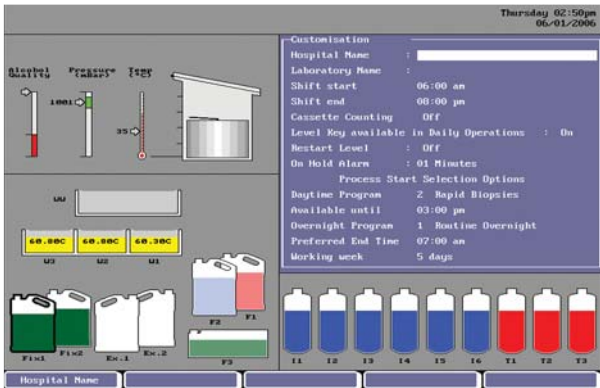 Thursday 02:50pm
06/01/2006
Customisation
Hospital Name :
Laboratory Name :
Shift start 06:00 am
Shift end 08:00 pm
Cassette Counting Off
Level Key available in Daily Operations : On
Restart Level : Off
On Hold Alarm : 01 Minutes
Process Start Selection Options
Daytime Program 2 Rapid Biopsies
Available until 03:00 pm
Overnight Program 1 Routine Overnight
Preferred End Time 07:00 am
Working week 5 days
Alcohol Quality
Pressure (mBar)
Temp (°C)
1001
35
WW
60.80C 60.80C 60.30C
W3 W2 W1
F2 F1
Fix1 Fix2 Ex.1 Ex.2
F3
I1 I2 I3 I4 I5 I6 T1 T2 T3
Hospital Name